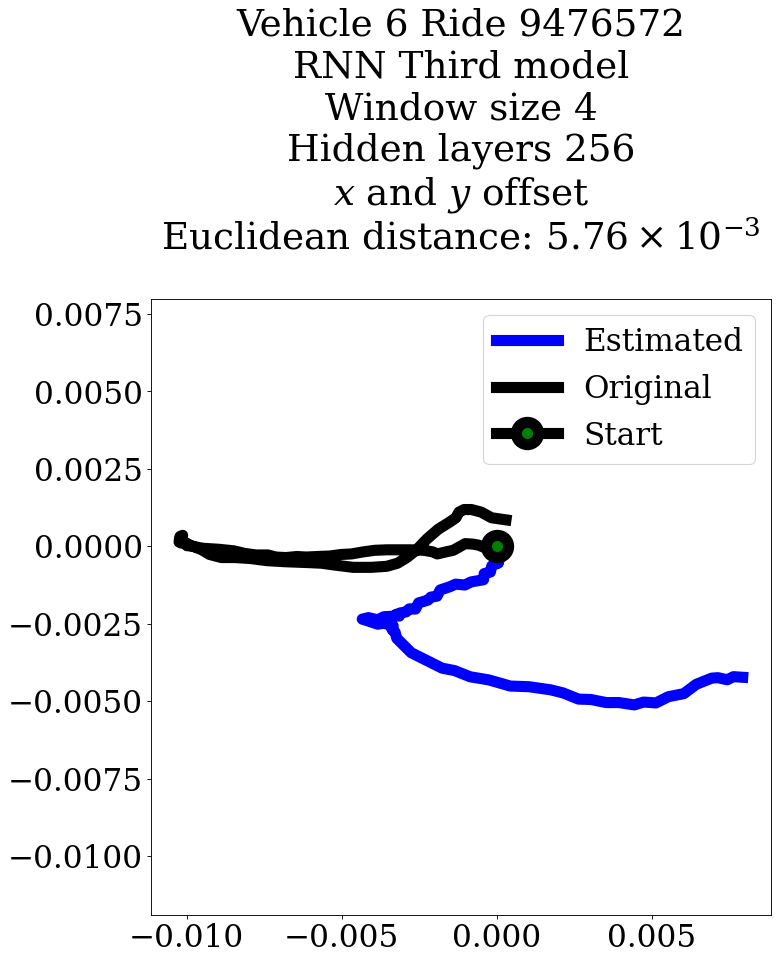 Vehicle 6 Ride 9476572
RNN Third model
Window size 4
Hidden layers 256
x and y offset
Euclidean distance: 5.76 × 10⁻³
Estimated
Original
Start
0.0075
0.0050
0.0025
0.0000
−0.0025
−0.0050
−0.0075
−0.0100
−0.010 −0.005 0.000 0.005